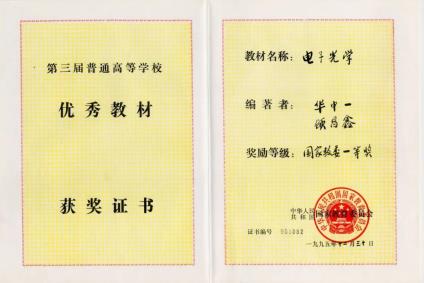 第三届普通高等学校
优秀教材
获奖证书
教材名称：电子光学
编著者：华中一
顾昌鑫
奖励等级：国家教委一等奖
中华人民
共和国 国家教育委员会
证书编号
一九九五年十二月三十日